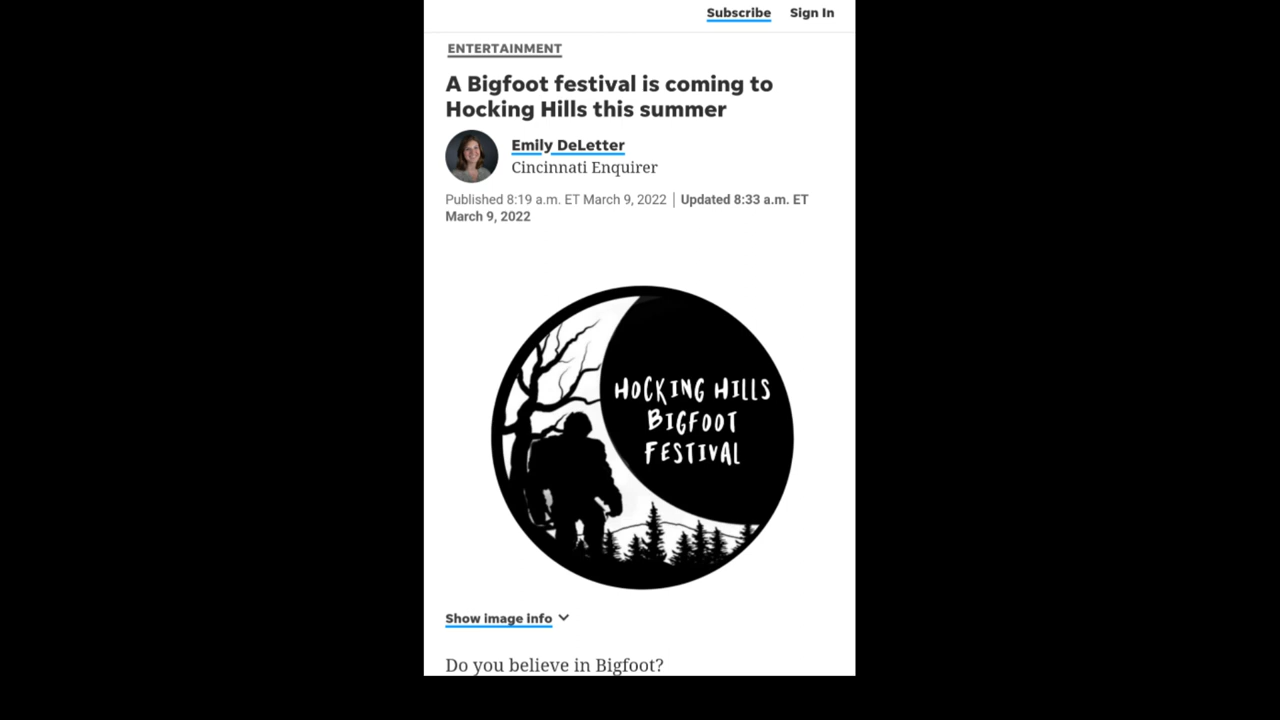 Subscribe Sign In
ENTERTAINMENT
A Bigfoot festival is coming to
Hocking Hills this summer
Emily DeLetter
Cincinnati Enquirer
Published 8:19 a.m. ET March 9, 2022 | Updated 8:33 a.m. ET
March 9, 2022
HOCKING HILLS
BIGFOOT
FESTIVAL
Show image info
Do you believe in Bigfoot?